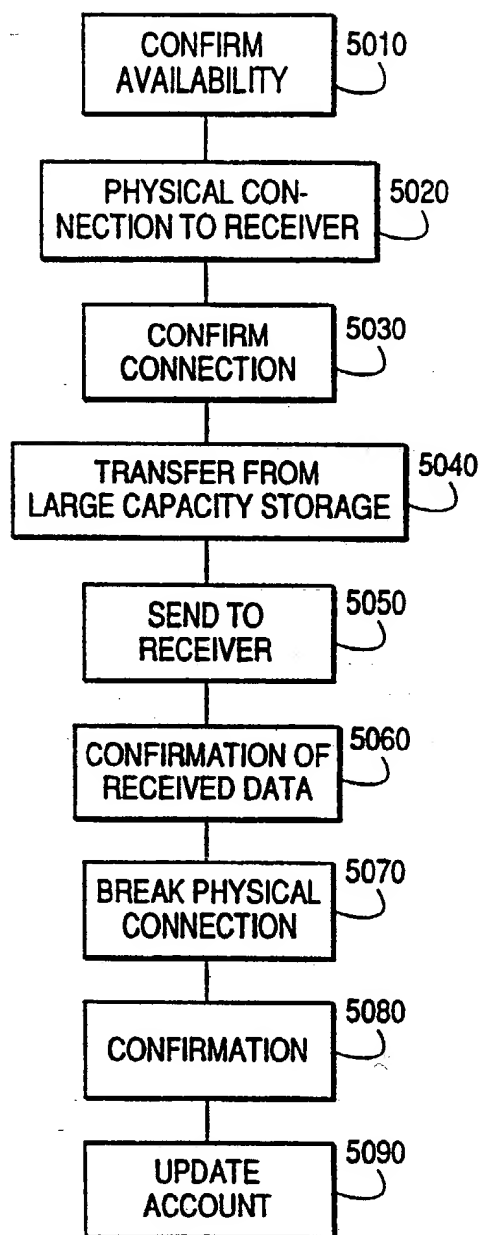 CONFIRM
AVAILABILITY
5010
PHYSICAL CON-
NECTION TO RECEIVER
5020
CONFIRM
CONNECTION
5030
TRANSFER FROM
LARGE CAPACITY STORAGE
5040
SEND TO
RECEIVER
5050
CONFIRMATION OF
RECEIVED DATA
5060
BREAK PHYSICAL
CONNECTION
5070
CONFIRMATION
5080
UPDATE
ACCOUNT
5090